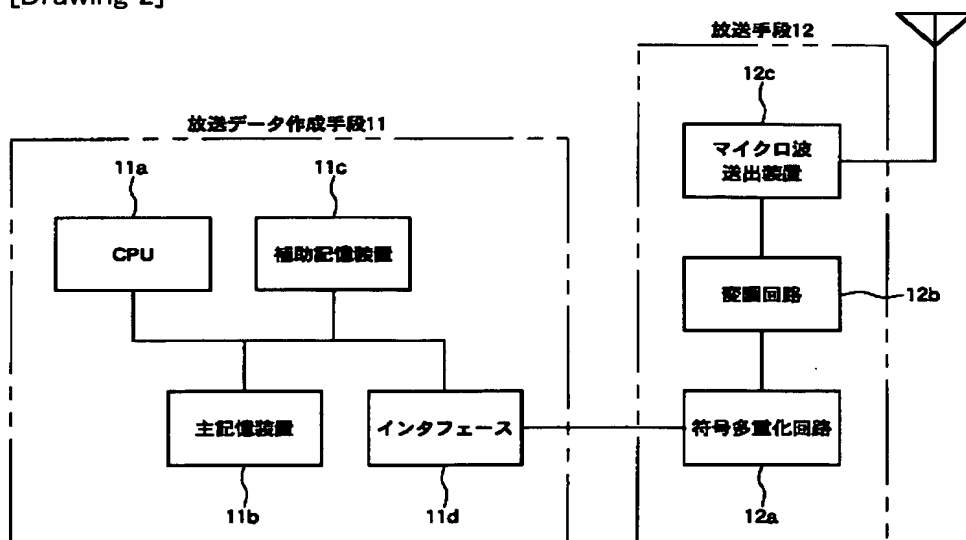 [Drawing 2]
放送手段12
12c
放送データ作成手段11
マイクロ波
送出装置
11a
11c
CPU
補助記憶装置
変調回路
12b
主記憶装置
インタフェース
符号多重化回路
11b
11d
12a